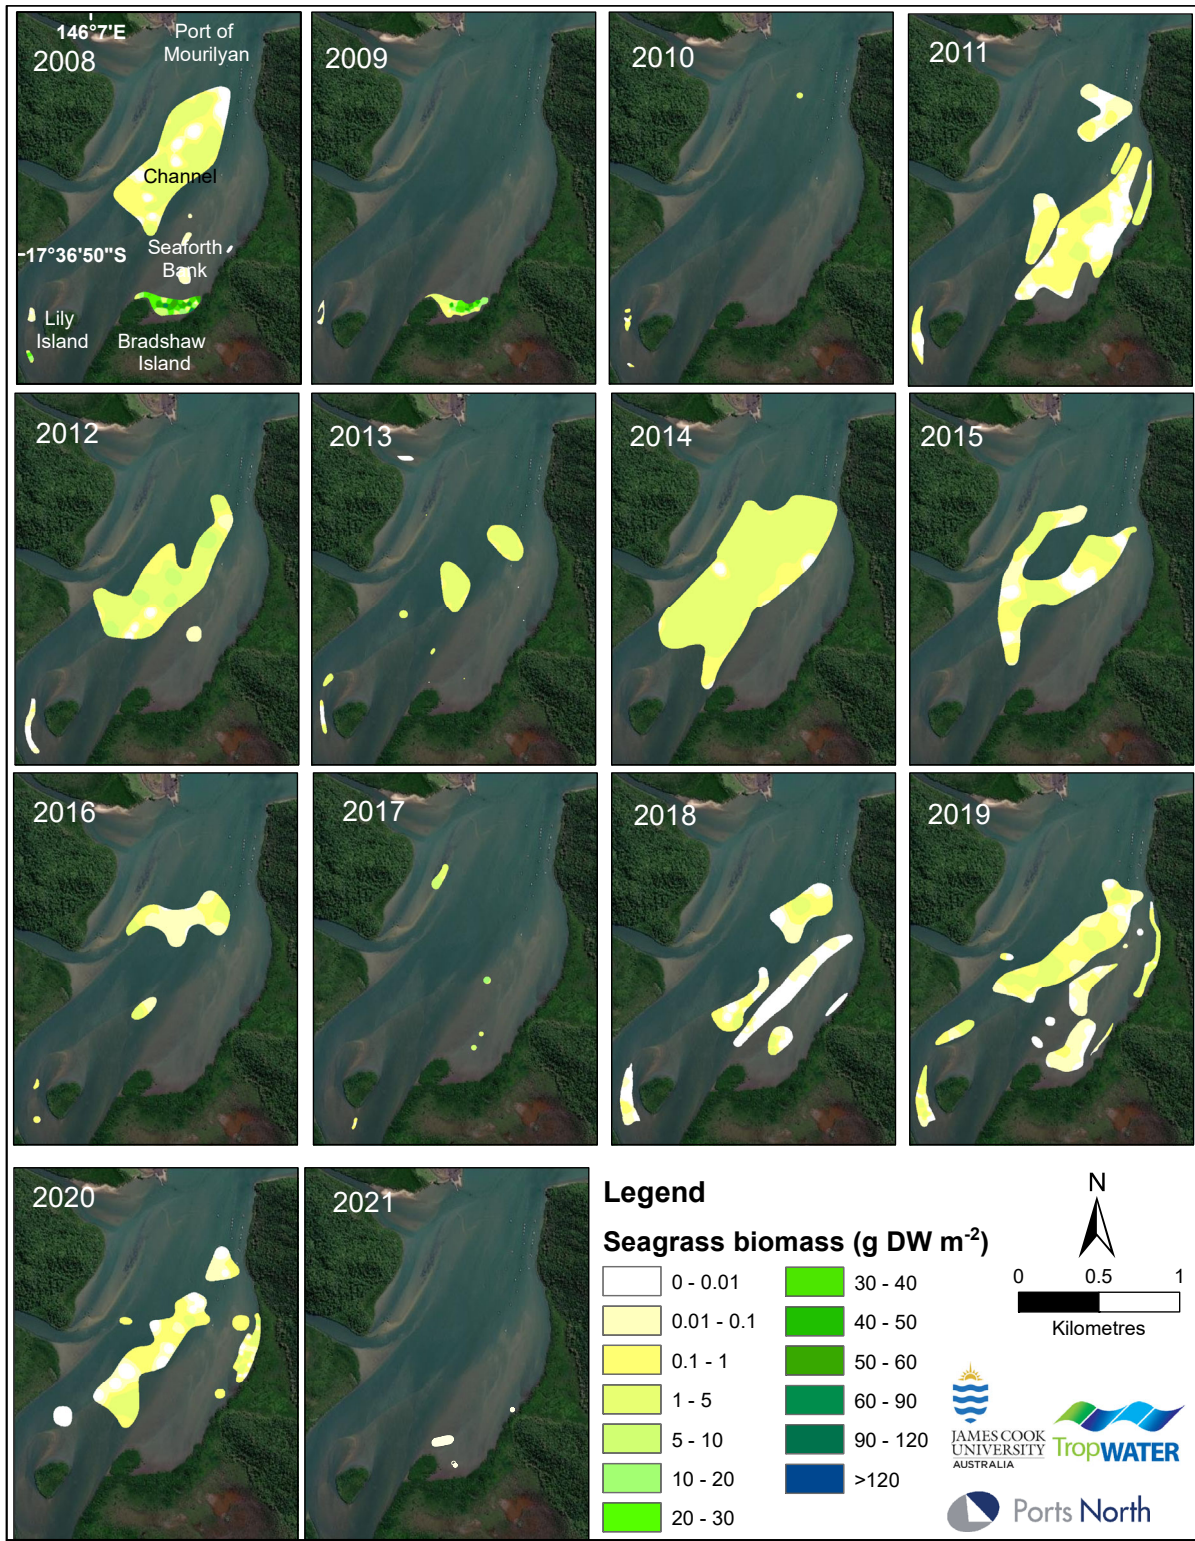 146°7'E
Port of
Mourilyan
2008
Channel
17°36'50"S
Seaforth
Bank
Lily
Island
Bradshaw
Island
2009
2010
2011
2012
2013
2014
2015
2016
2017
2018
2019
2020
2021
Legend
Seagrass biomass (g DW m⁻²)
0 - 0.01
0.01 - 0.1
0.1 - 1
1 - 5
5 - 10
10 - 20
20 - 30
30 - 40
40 - 50
50 - 60
60 - 90
90 - 120
>120
N
0 0.5 1
Kilometres
JAMES COOK
UNIVERSITY
AUSTRALIA
TropWATER
Ports North